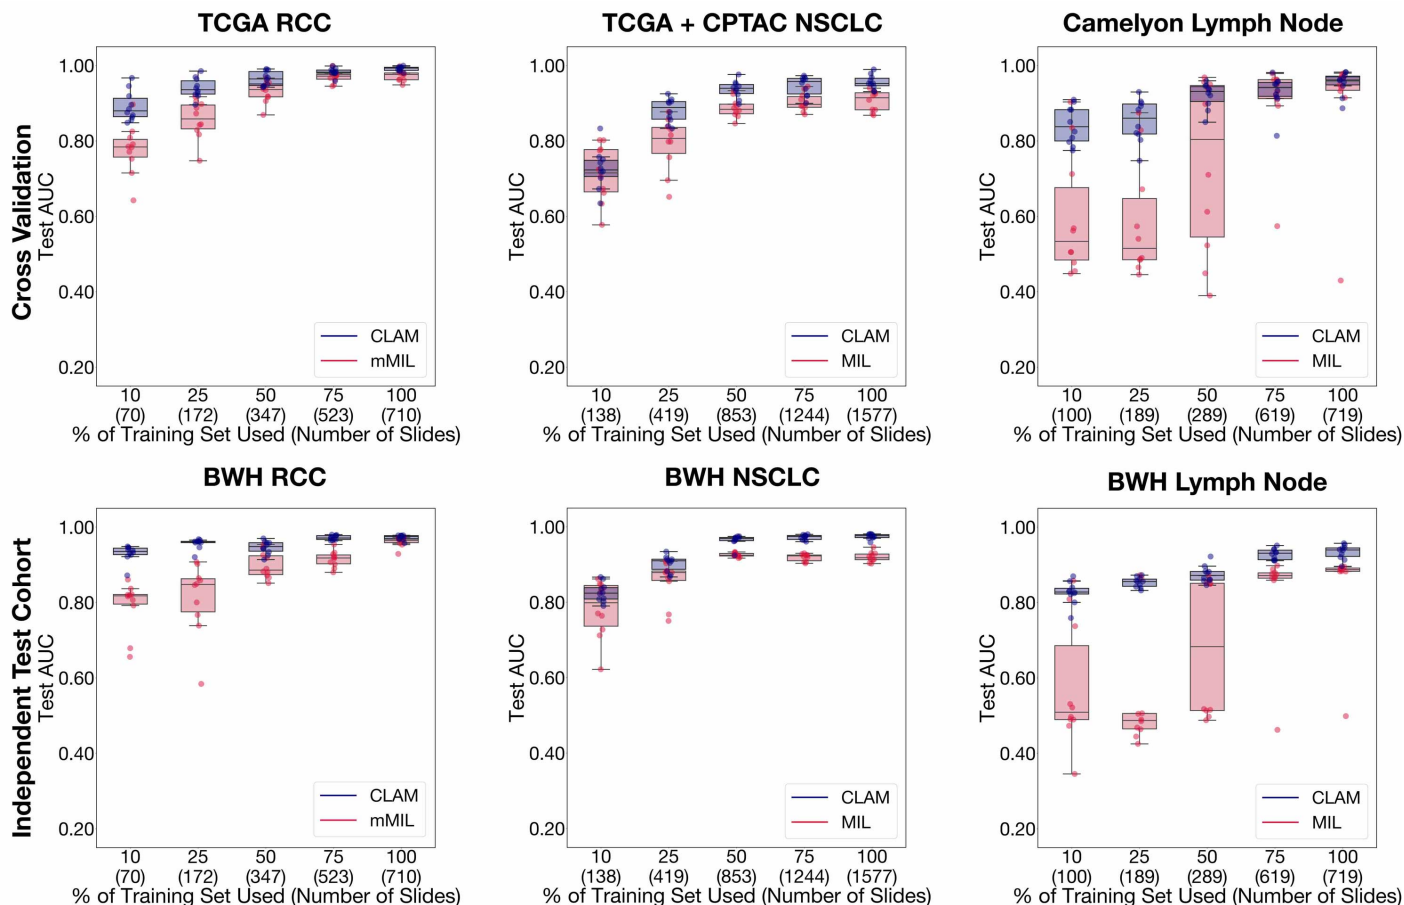 TCGA RCC
TCGA + CPTAC NSCLC
Camelyon Lymph Node
Cross Validation
Test AUC
1.00
0.80
0.60
0.40
0.20
CLAM
mMIL
10 25 50 75 100
(70) (172) (347) (523) (710)
% of Training Set Used (Number of Slides)
Test AUC
1.00
0.80
0.60
0.40
0.20
CLAM
MIL
10 25 50 75 100
(138) (419) (853) (1244) (1577)
% of Training Set Used (Number of Slides)
Test AUC
1.00
0.80
0.60
0.40
0.20
CLAM
MIL
10 25 50 75 100
(100) (189) (289) (619) (719)
% of Training Set Used (Number of Slides)
BWH RCC
BWH NSCLC
BWH Lymph Node
Independent Test Cohort
Test AUC
1.00
0.80
0.60
0.40
0.20
CLAM
mMIL
10 25 50 75 100
(70) (172) (347) (523) (710)
% of Training Set Used (Number of Slides)
Test AUC
1.00
0.80
0.60
0.40
0.20
CLAM
MIL
10 25 50 75 100
(138) (419) (853) (1244) (1577)
% of Training Set Used (Number of Slides)
Test AUC
1.00
0.80
0.60
0.40
0.20
CLAM
MIL
10 25 50 75 100
(100) (189) (289) (619) (719)
% of Training Set Used (Number of Slides)